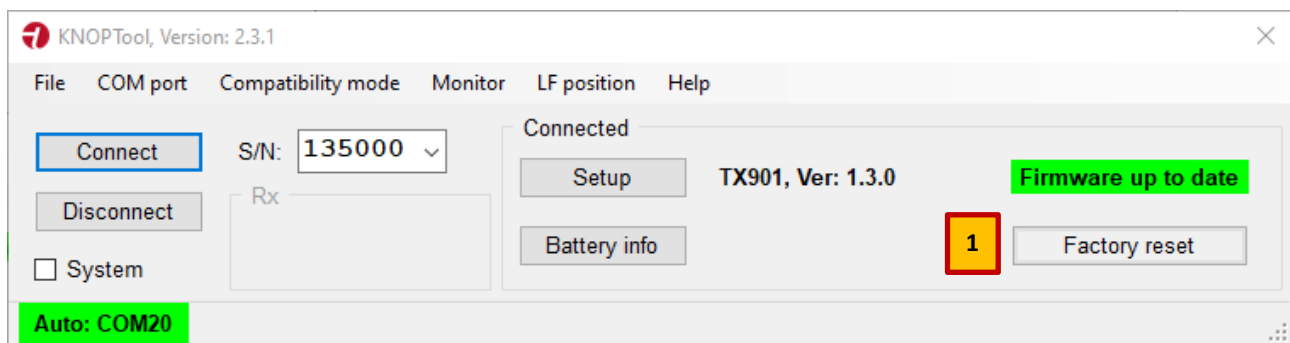 KNOPTool, Version: 2.3.1
File COM port Compatibility mode Monitor LF position Help
Connect
S/N: 135000
Disconnect
Rx
System
Connected
Setup
TX901, Ver: 1.3.0
Firmware up to date
Battery info
1
Factory reset
Auto: COM20